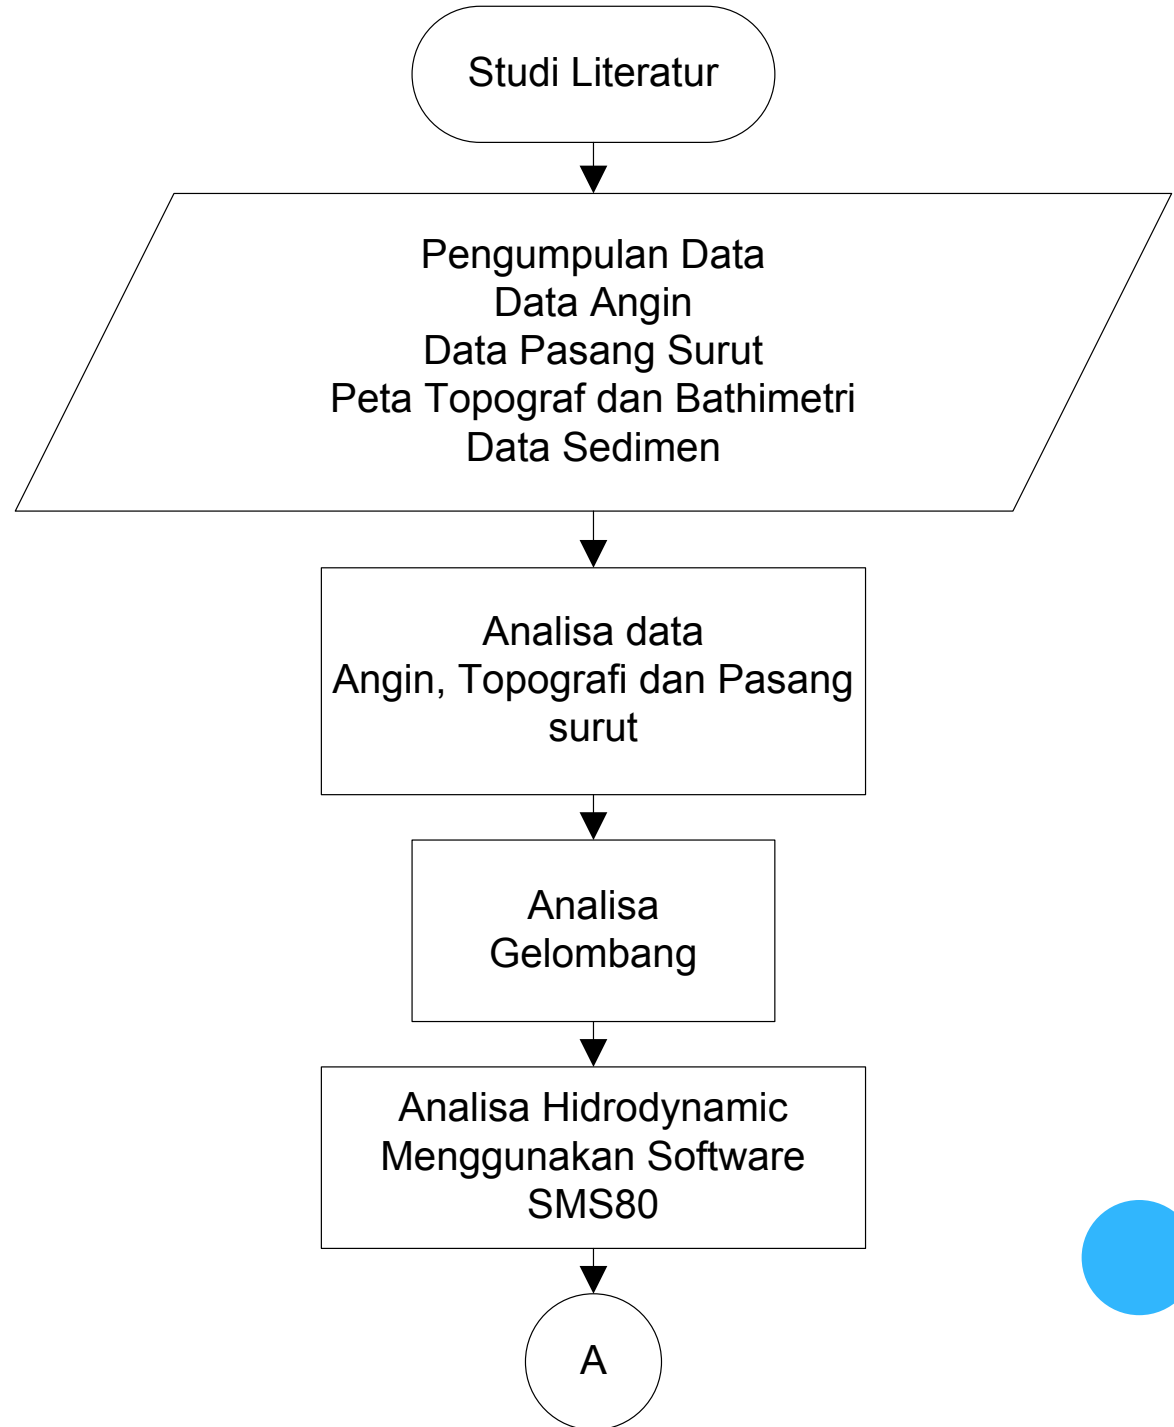 Studi Literatur
Pengumpulan Data
Data Angin
Data Pasang Surut
Peta Topograf dan Bathimetri
Data Sedimen
Analisa data
Angin, Topografi dan Pasang
surut
Analisa
Gelombang
Analisa Hidrodynamic
Menggunakan Software
SMS80
A